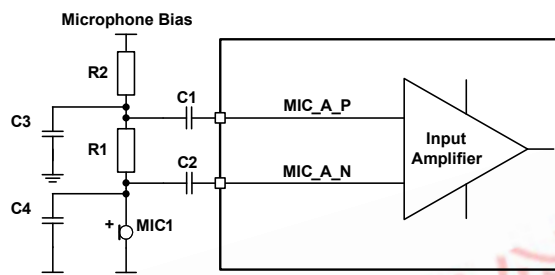 Microphone Bias
R2
C1
C3
MIC_A_P
R1
Input
Amplifier
C2
MIC_A_N
C4
+
MIC1